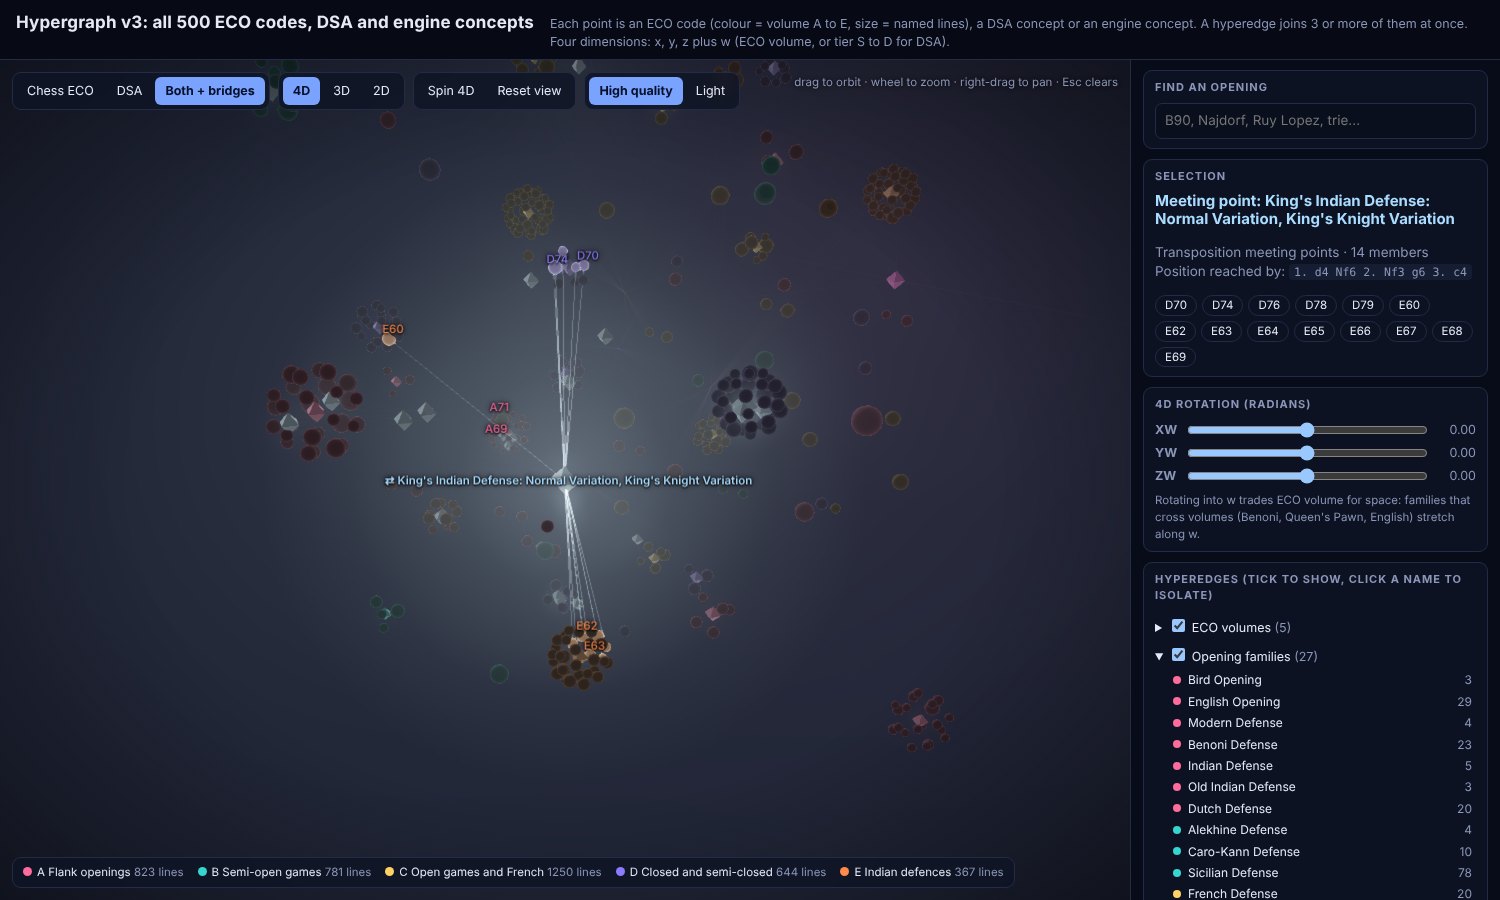 Hypergraph v3: all 500 ECO codes, DSA and engine concepts
Each point is an ECO code (colour = volume A to E, size = named lines), a DSA concept or an engine concept. A hyperedge joins 3 or more of them at once.
Four dimensions: x, y, z plus w (ECO volume, or tier S to D for DSA).
Chess ECO DSA Both + bridges 4D 3D 2D Spin 4D Reset view High quality Light
drag to orbit · wheel to zoom · right-drag to pan · Esc clears
D74 D70
E60
A71
A69
⇄ King's Indian Defense: Normal Variation, King's Knight Variation
E62
E63
A Flank openings 823 lines B Semi-open games 781 lines C Open games and French 1250 lines D Closed and semi-closed 644 lines E Indian defences 367 lines
FIND AN OPENING
B90, Najdorf, Ruy Lopez, trie...
SELECTION
Meeting point: King's Indian Defense:
Normal Variation, King's Knight Variation
Transposition meeting points · 14 members
Position reached by: 1. d4 Nf6 2. Nf3 g6 3. c4
D70 D74 D76 D78 D79 E60
E62 E63 E64 E65 E66 E67 E68
E69
4D ROTATION (RADIANS)
XW 0.00
YW 0.00
ZW 0.00
Rotating into w trades ECO volume for space: families that
cross volumes (Benoni, Queen's Pawn, English) stretch
along w.
HYPEREDGES (TICK TO SHOW, CLICK A NAME TO
ISOLATE)
ECO volumes (5)
Opening families (27)
Bird Opening 3
English Opening 29
Modern Defense 4
Benoni Defense 23
Indian Defense 5
Old Indian Defense 3
Dutch Defense 20
Alekhine Defense 4
Caro-Kann Defense 10
Sicilian Defense 78
French Defense 20